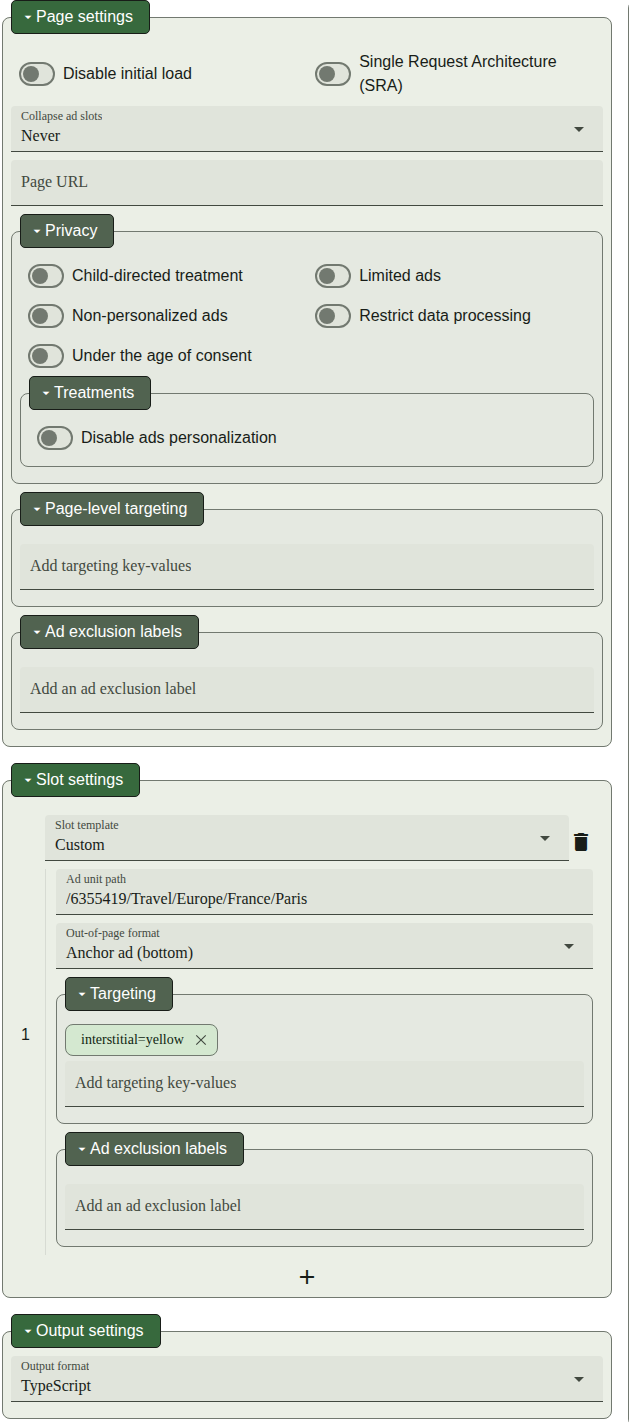 Page settings
Disable initial load
Single Request Architecture
(SRA)
Collapse ad slots
Never
Page URL
Privacy
Child-directed treatment
Limited ads
Non-personalized ads
Restrict data processing
Under the age of consent
Treatments
Disable ads personalization
Page-level targeting
Add targeting key-values
Ad exclusion labels
Add an ad exclusion label
Slot settings
Slot template
Custom
Ad unit path
/6355419/Travel/Europe/France/Paris
Out-of-page format
Anchor ad (bottom)
Targeting
1
interstitial=yellow
Add targeting key-values
Ad exclusion labels
Add an ad exclusion label
Output settings
Output format
TypeScript